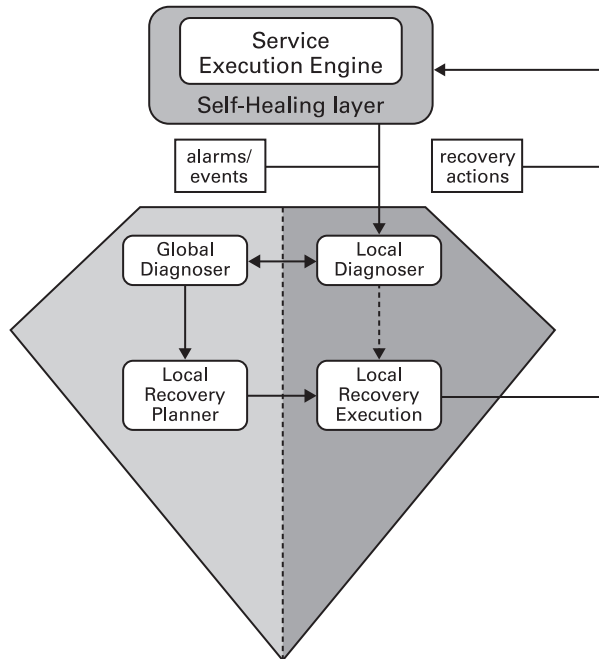 Service
Execution Engine
Self-Healing layer
alarms/
events
recovery
actions
Global
Diagnoser
Local
Diagnoser
Local
Recovery
Planner
Local
Recovery
Execution